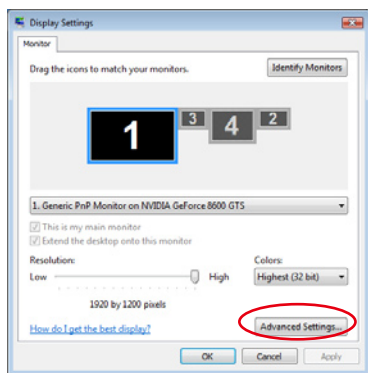 Display Settings
Monitor
Drag the icons to match your monitors.
Identify Monitors
1
3
4
2
1. Generic PnP Monitor on NVIDIA GeForce 8600 GTS
This is my main monitor
Extend the desktop onto this monitor
Resolution:
Colors:
Low
High
Highest (32 bit)
1920 by 1200 pixels
How do I get the best display?
Advanced Settings...
OK
Cancel
Apply